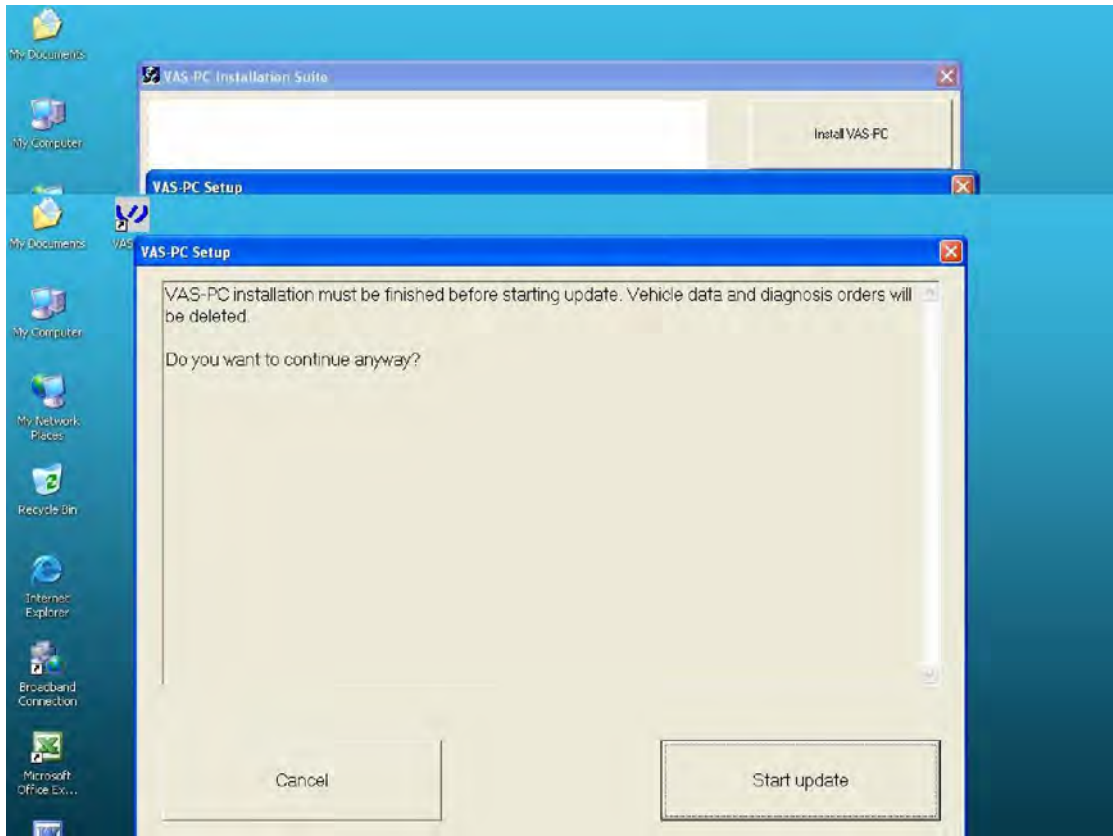 My Documents
VAS-PC Installation Suite
My Computer
Install VAS-PC
VAS-PC Setup
My Documents
VAS
VAS-PC Setup
VAS-PC installation must be finished before starting update. Vehicle data and diagnosis orders will
be deleted.
Do you want to continue anyway?
My Computer
My Network
Places
Recycle Bin
Internet
Explorer
Broadband
Connection
Microsoft
Office Ex...
Cancel
Start update